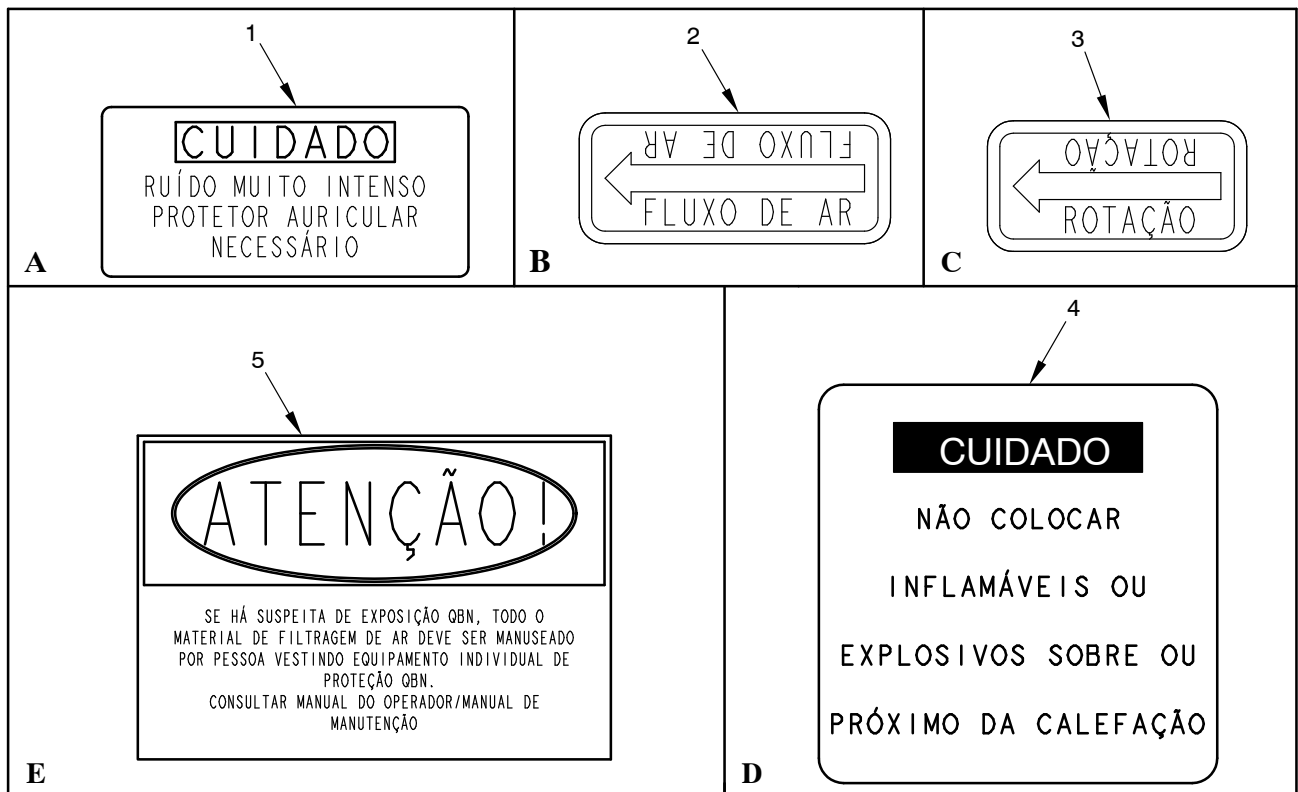 1
CUIDADO
RUÍDO MUITO INTENSO
PROTETOR AURICULAR
NECESSÁRIO
A
2
FLUXO DE AR
FLUXO DE AR
B
3
ROTAÇÃO
ROTAÇÃO
C
5
ATENÇÃO!
SE HÁ SUSPEITA DE EXPOSIÇÃO QBN, TODO O
MATERIAL DE FILTRAGEM DE AR DEVE SER MANUSEADO
POR PESSOA VESTINDO EQUIPAMENTO INDIVIDUAL DE
PROTEÇÃO QBN.
CONSULTAR MANUAL DO OPERADOR/MANUAL DE
MANUTENÇÃO
E
4
CUIDADO
NÃO COLOCAR
INFLAMÁVEIS OU
EXPLOSIVOS SOBRE OU
PRÓXIMO DA CALEFAÇÃO
D